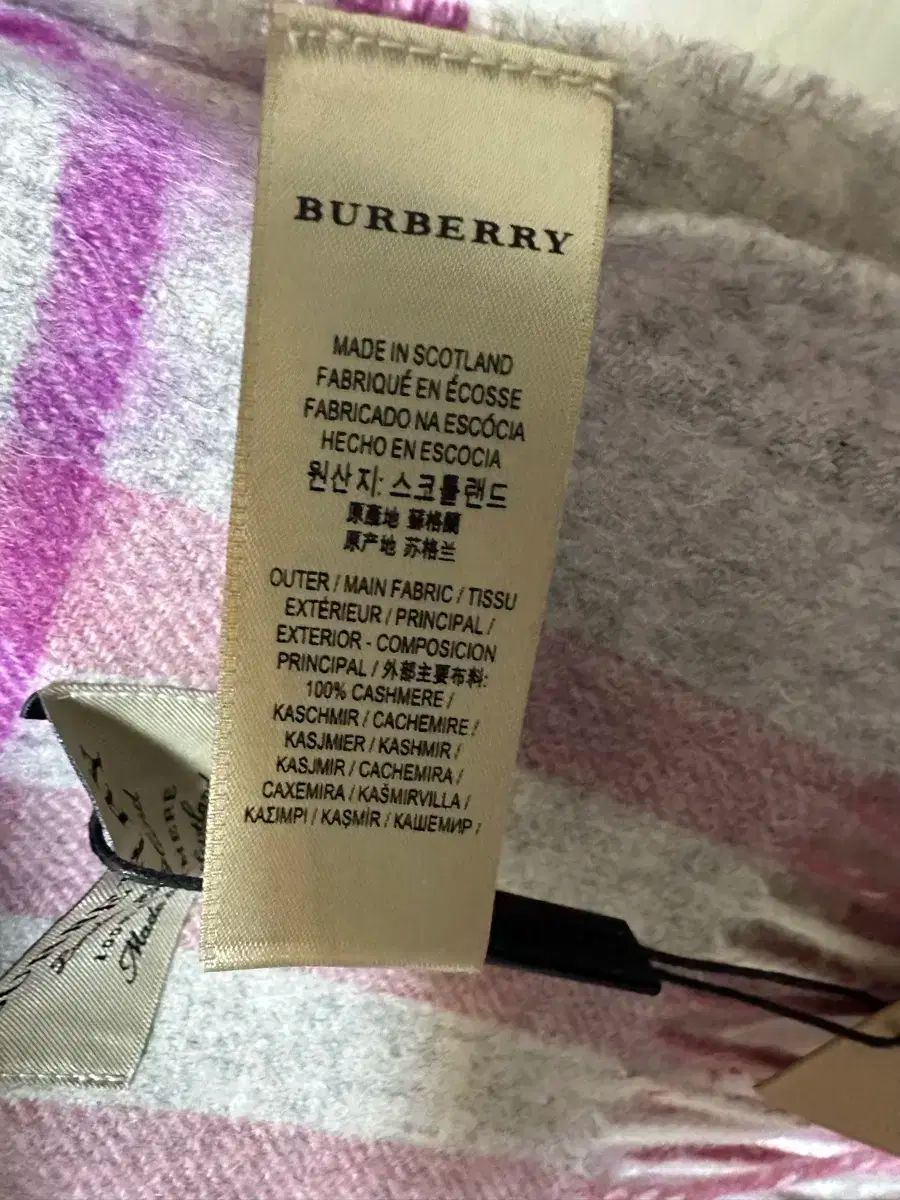 BURBERRY
MADE IN SCOTLAND
FABRIQUÉ EN ÉCOSSE
FABRICADO NA ESCÓCIA
HECHO EN ESCOCIA
원산지: 스코틀랜드
原產地 蘇格蘭
原产地 苏格兰
OUTER / MAIN FABRIC / TISSU
EXTÉRIEUR / PRINCIPAL /
EXTERIOR - COMPOSICION
PRINCIPAL / 外部主要布料:
100% CASHMERE /
KASCHMIR / CACHEMIRE /
KASJMIER / KASHMIR /
KASJMIR / CACHEMIRA /
CAXEMIRA / KAŠMIRVILLA /
ΚΑΣΙΜΙΡΙ / KAŞMİR / КАШЕМИР /